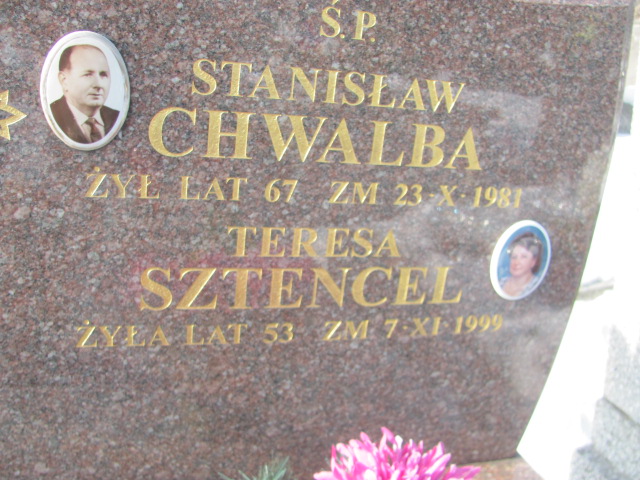 Ś.P.
STANISŁAW
CHWALBA
ŻYŁ LAT 67 ZM 23-X-1981
TERESA
SZTENCEL
ŻYŁA LAT 53 ZM 7-XI 1999